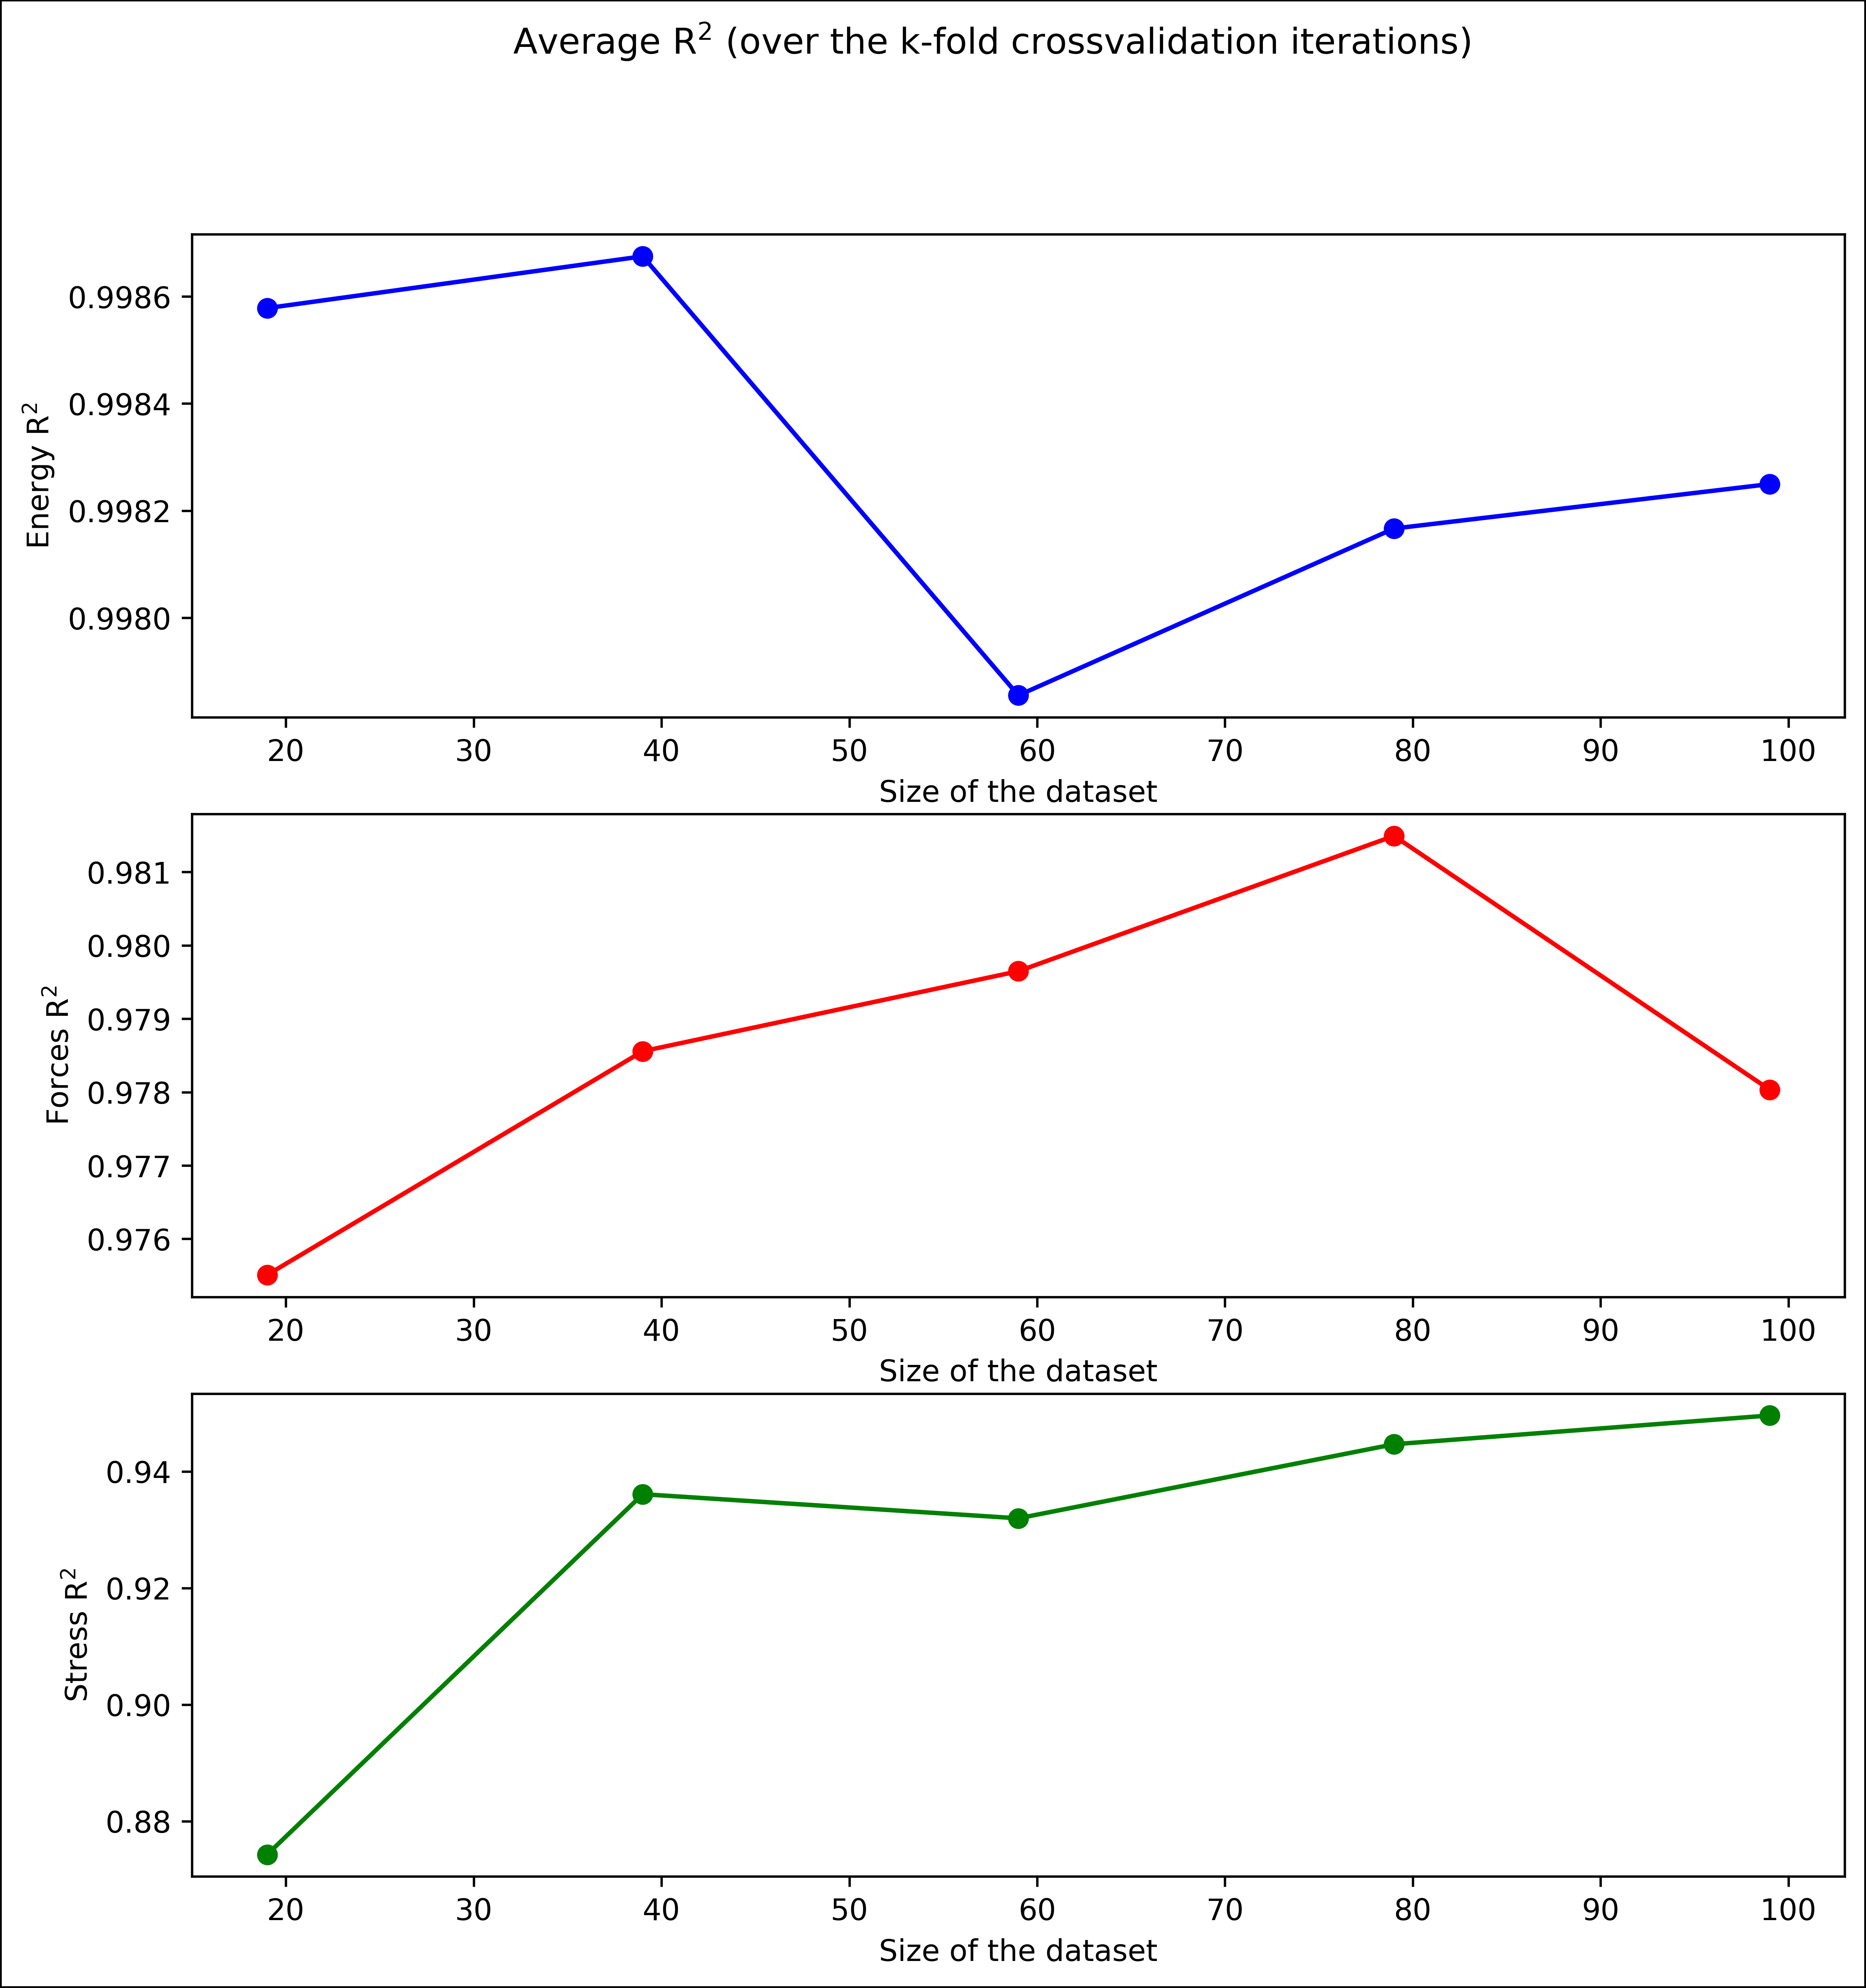 Average R² (over the k-fold crossvalidation iterations)
0.9986
0.9984
0.9982
0.9980
Energy R²
20 30 40 50 60 70 80 90 100
Size of the dataset
0.981
0.980
0.979
0.978
0.977
0.976
Forces R²
20 30 40 50 60 70 80 90 100
Size of the dataset
0.94
0.92
0.90
0.88
Stress R²
20 30 40 50 60 70 80 90 100
Size of the dataset